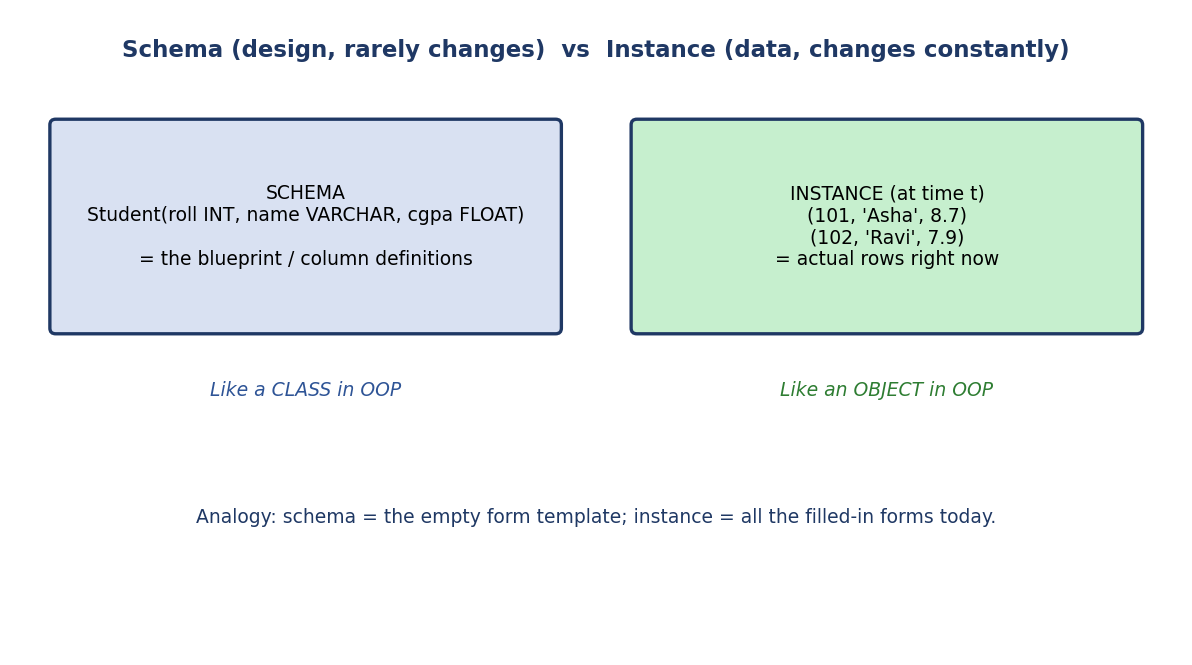 Schema (design, rarely changes)  vs  Instance (data, changes constantly)
SCHEMA
Student(roll INT, name VARCHAR, cgpa FLOAT)
= the blueprint / column definitions
INSTANCE (at time t)
(101, 'Asha', 8.7)
(102, 'Ravi', 7.9)
= actual rows right now
Like a CLASS in OOP
Like an OBJECT in OOP
Analogy: schema = the empty form template; instance = all the filled-in forms today.